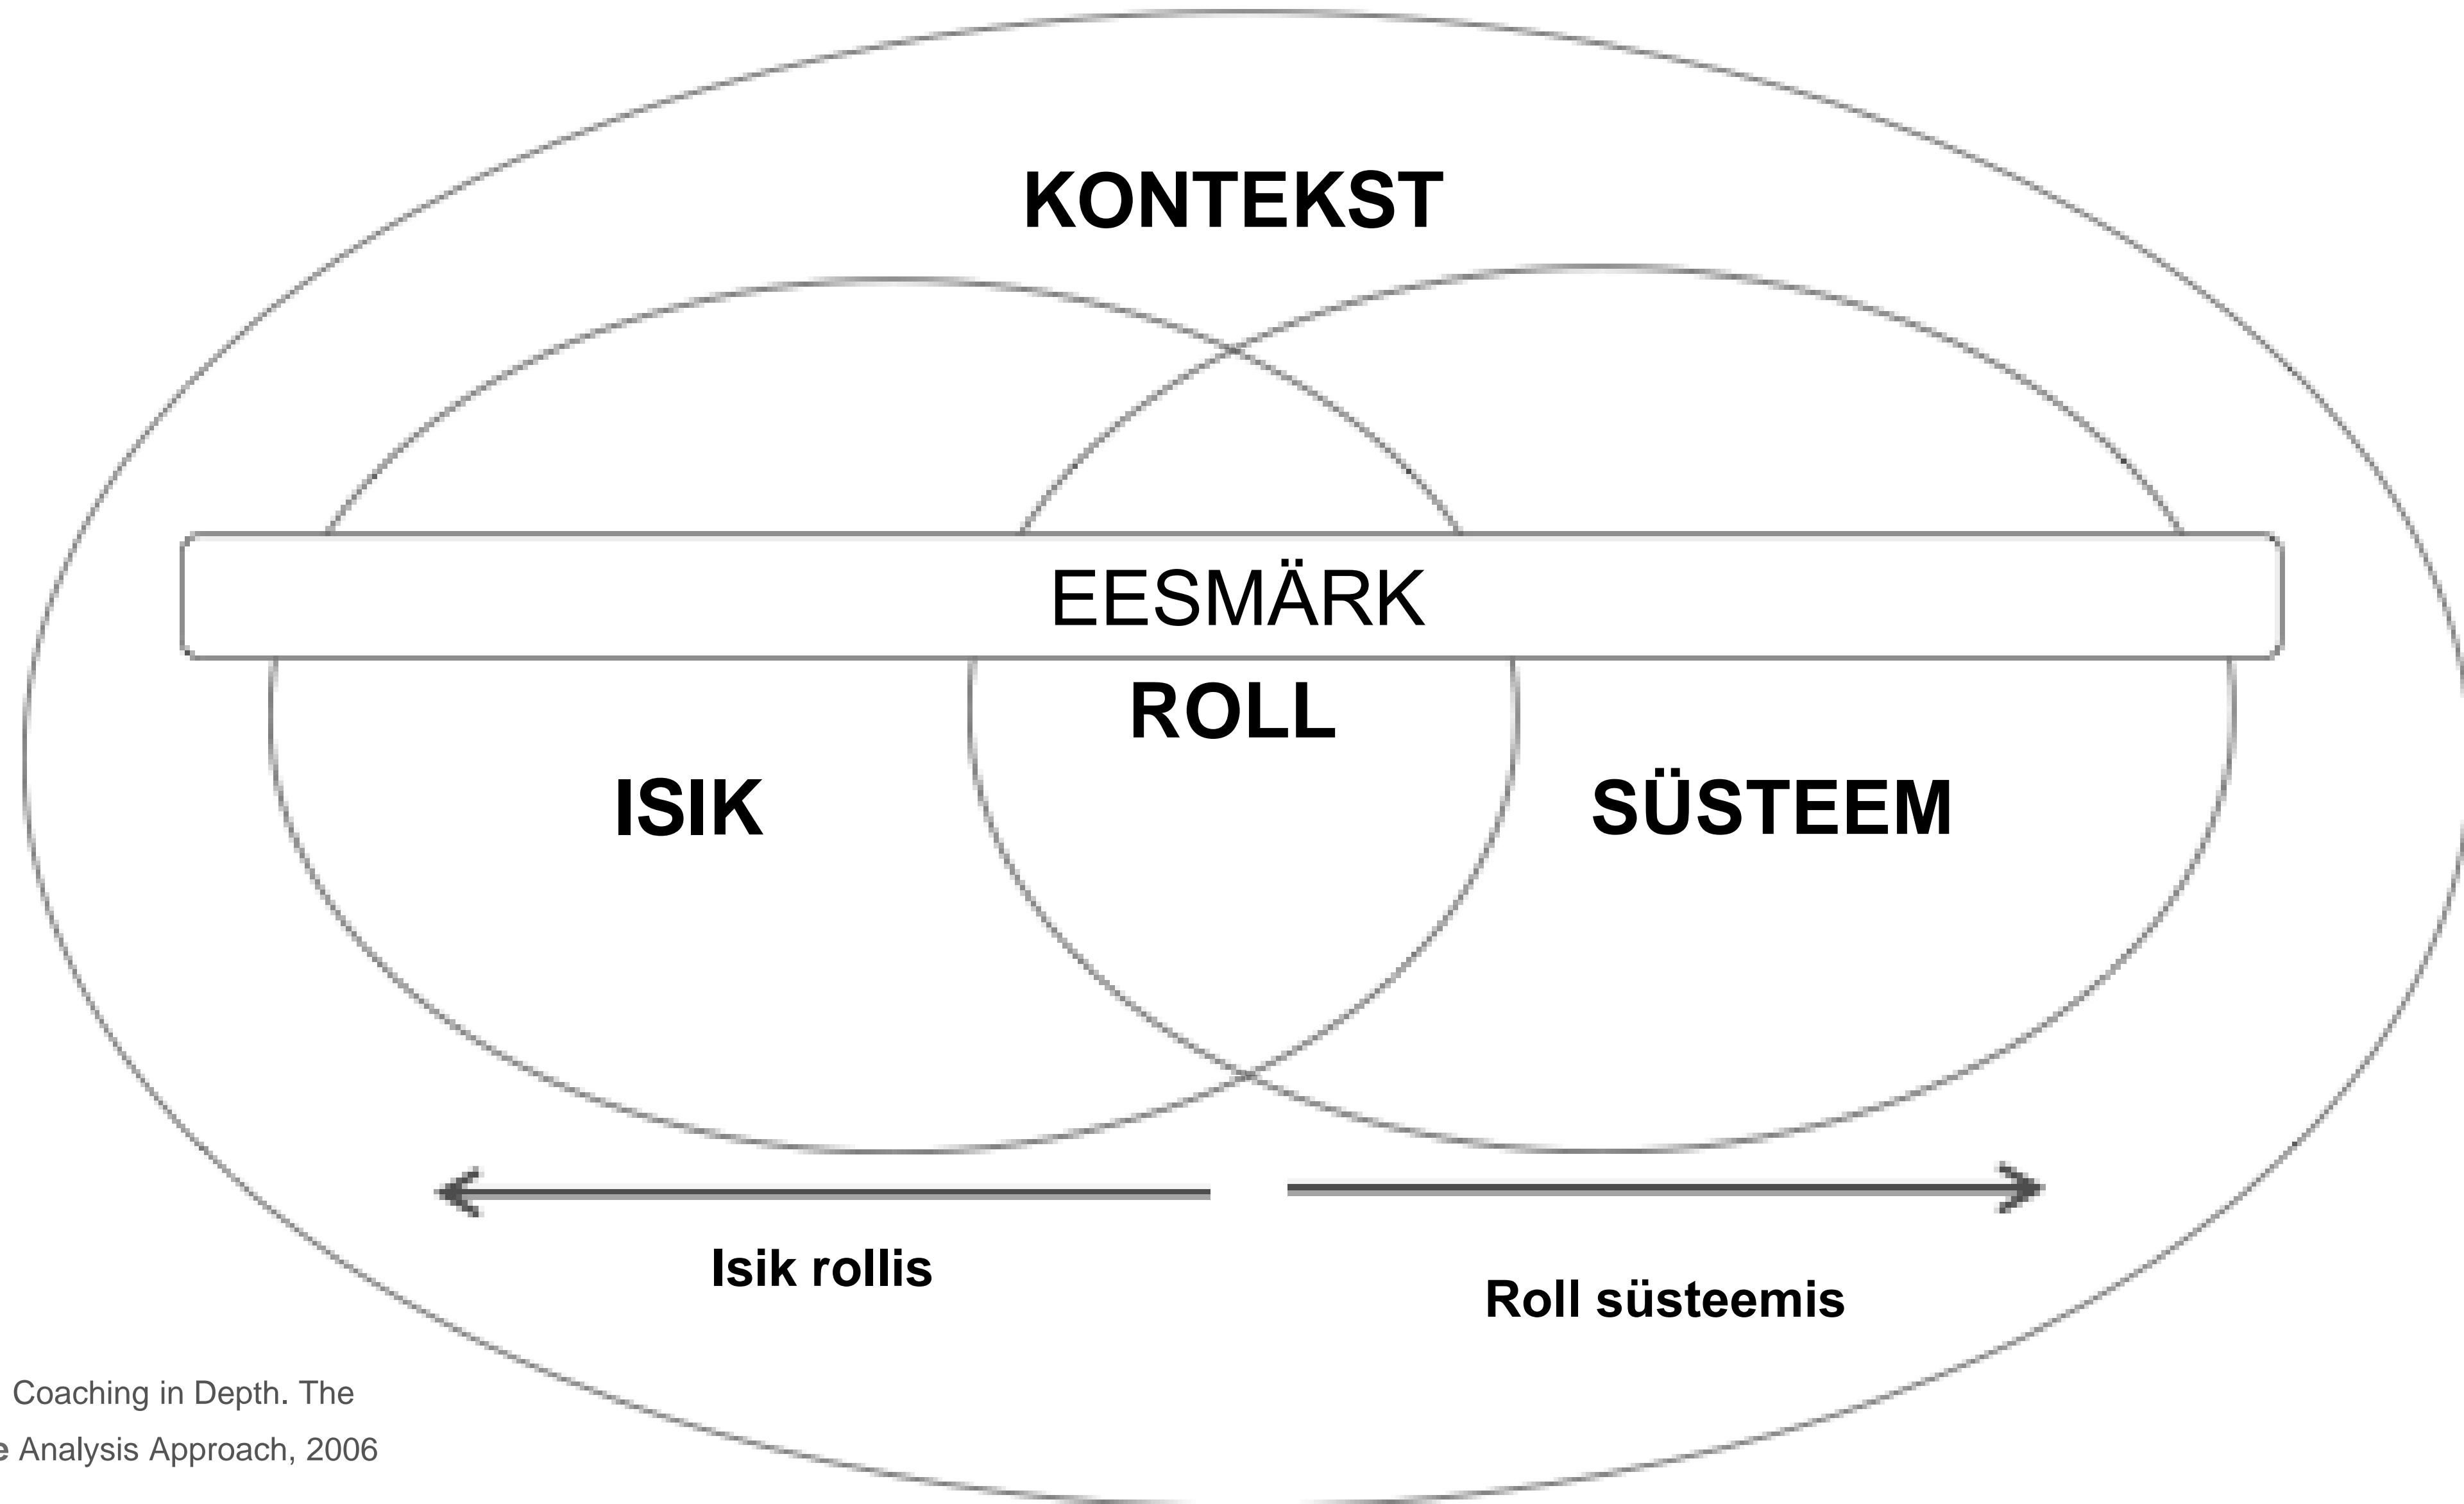 KONTEKST
EESMÄRK
ROLL
ISIK
SÜSTEEM
Isik rollis
Roll süsteemis
Coaching in Depth. The
Analysis Approach, 2006